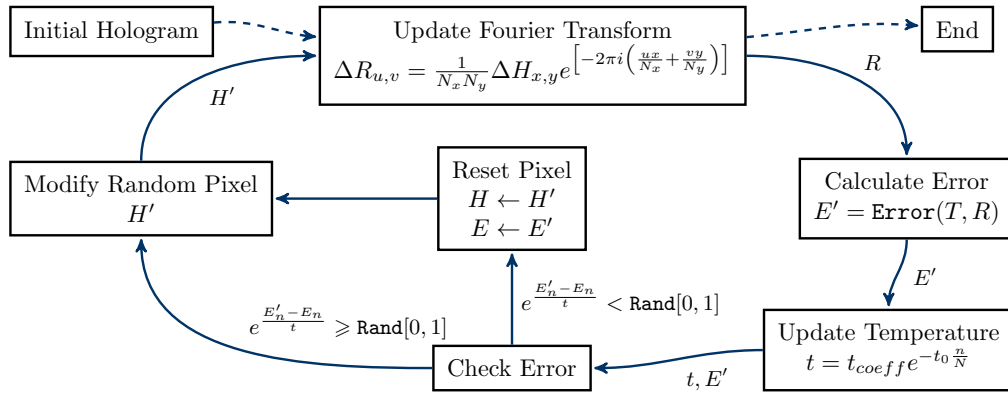 Initial Hologram
Update Fourier Transform
ΔR_{u,v} = \frac{1}{N_x N_y} ΔH_{x,y} e^{[-2πi(\frac{ux}{N_x} + \frac{vy}{N_y})]}
End
H′
R
Modify Random Pixel
H′
Reset Pixel
H ← H′
E ← E′
Calculate Error
E′ = Error(T, R)
E′
e^{\frac{E′_n − E_n}{t}} ⩾ Rand[0, 1]
e^{\frac{E′_n − E_n}{t}} < Rand[0, 1]
Update Temperature
t = t_{coeff} e^{−t_0 \frac{n}{N}}
Check Error
t, E′